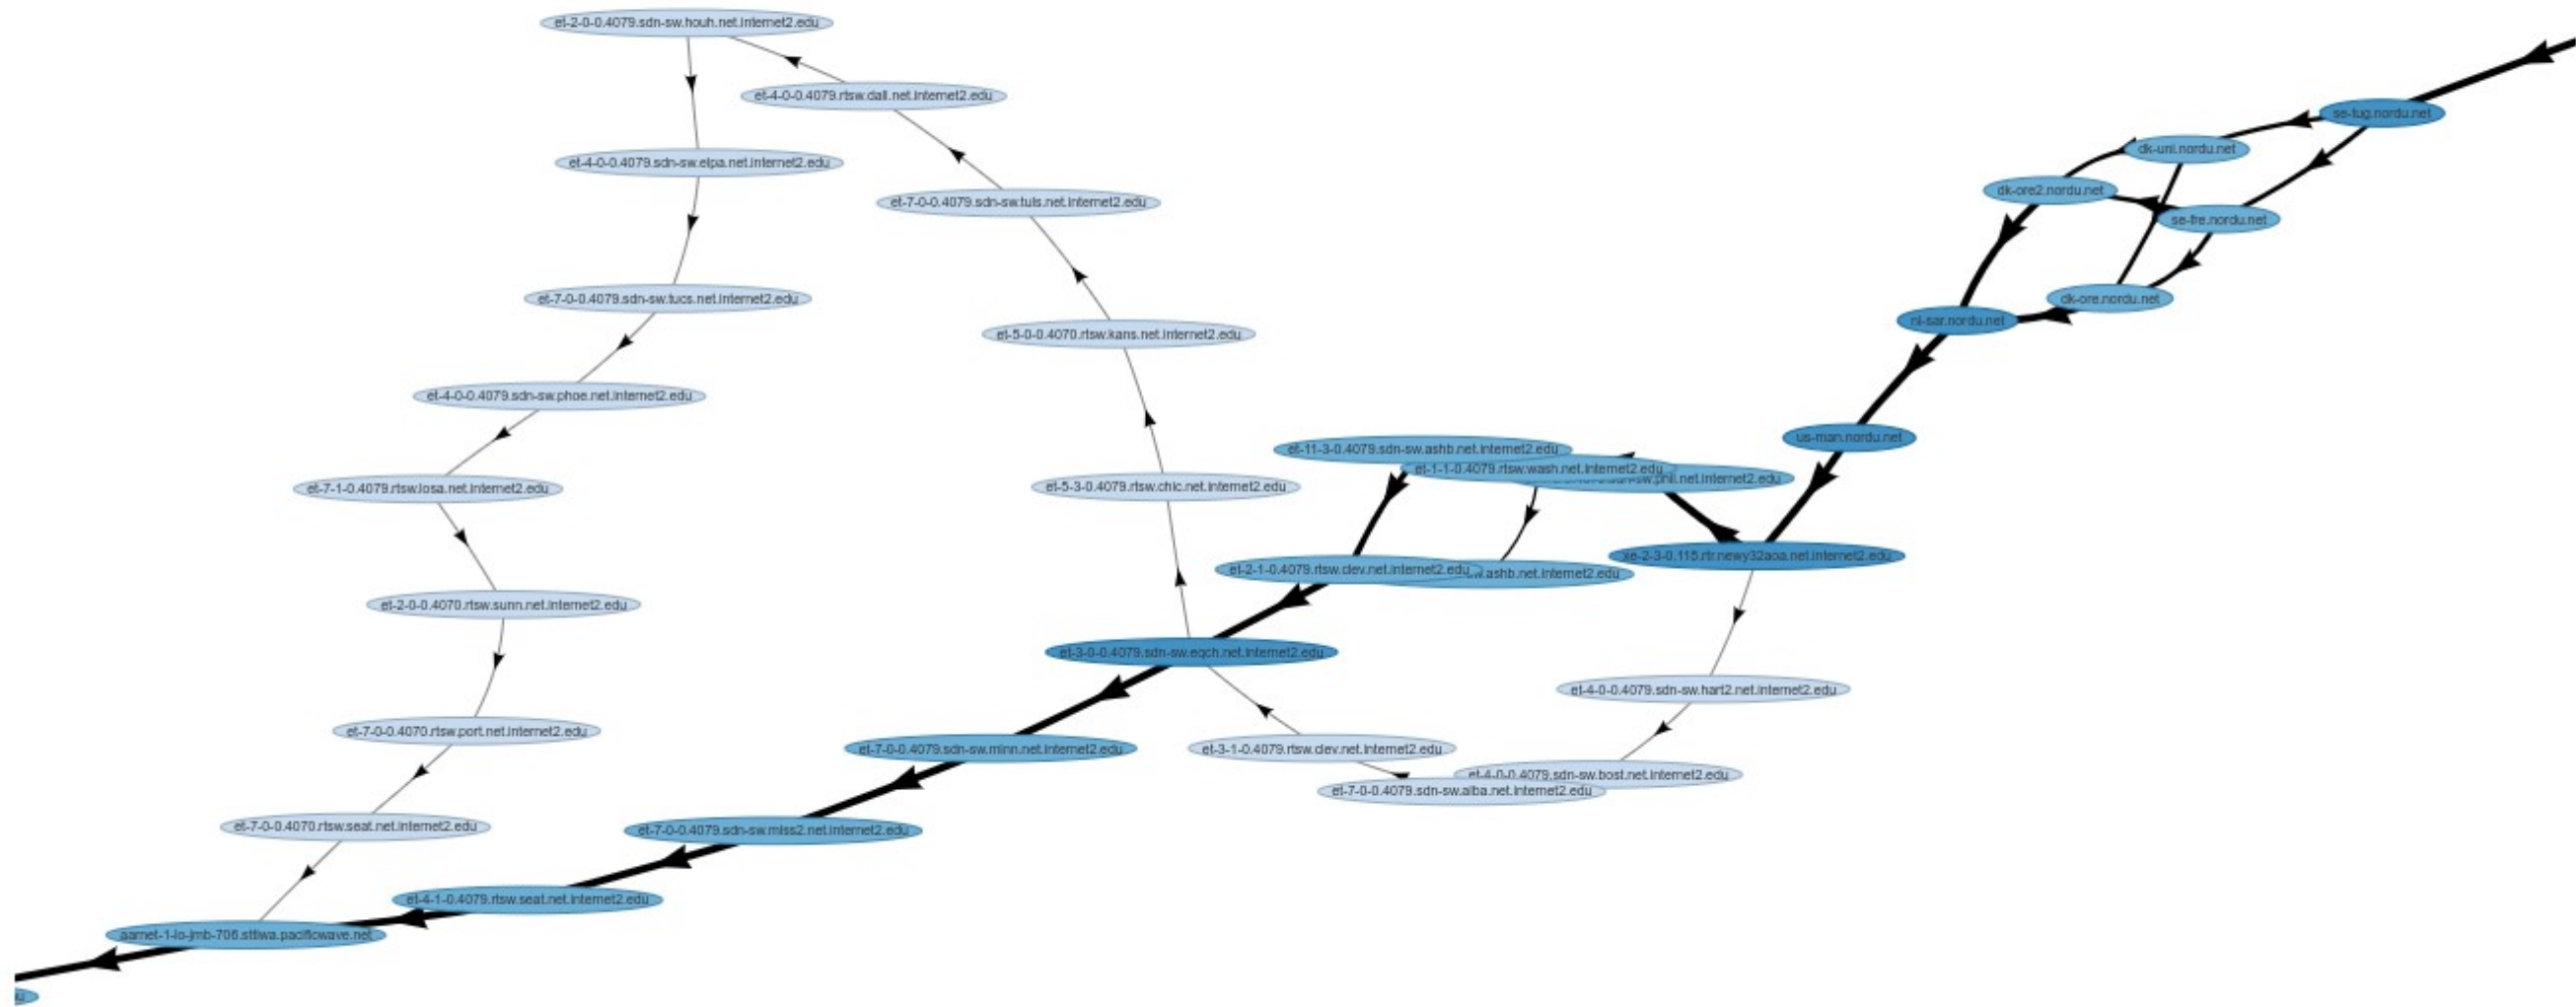 et-2-0-0.4079.sdn-sw.houh.net.internet2.edu
et-4-0-0.4079.rtsw.dall.net.internet2.edu
se-tug.nordu.net
dk-uni.nordu.net
et-4-0-0.4079.sdn-sw.elpa.net.internet2.edu
dk-ore2.nordu.net
et-7-0-0.4079.sdn-sw.tuls.net.internet2.edu
se-fre.nordu.net
et-7-0-0.4079.sdn-sw.tucs.net.internet2.edu
dk-ore.nordu.net
nl-sar.nordu.net
et-5-0-0.4070.rtsw.kans.net.internet2.edu
et-4-0-0.4079.sdn-sw.phoe.net.internet2.edu
us-man.nordu.net
et-11-3-0.4079.sdn-sw.ashb.net.internet2.edu
et-1-1-0.4079.rtsw.wash.net.internet2.edu
sdn-sw.phil.net.internet2.edu
et-7-1-0.4079.rtsw.losa.net.internet2.edu
et-5-3-0.4079.rtsw.chic.net.internet2.edu
xe-2-3-0.115.rtr.newy32aoa.net.internet2.edu
et-2-1-0.4079.rtsw.clev.net.internet2.edu
sw.ashb.net.internet2.edu
et-2-0-0.4070.rtsw.sunn.net.internet2.edu
et-3-0-0.4079.sdn-sw.eqch.net.internet2.edu
et-4-0-0.4079.sdn-sw.hart2.net.internet2.edu
et-7-0-0.4070.rtsw.port.net.internet2.edu
et-7-0-0.4079.sdn-sw.minn.net.internet2.edu
et-3-1-0.4079.rtsw.clev.net.internet2.edu
et-4-0-0.4079.sdn-sw.bost.net.internet2.edu
et-7-0-0.4079.sdn-sw.alba.net.internet2.edu
et-7-0-0.4070.rtsw.seat.net.internet2.edu
et-7-0-0.4079.sdn-sw.miss2.net.internet2.edu
et-4-1-0.4079.rtsw.seat.net.internet2.edu
aarnet-1-lo-jmb-706.sttlwa.pacificwave.net